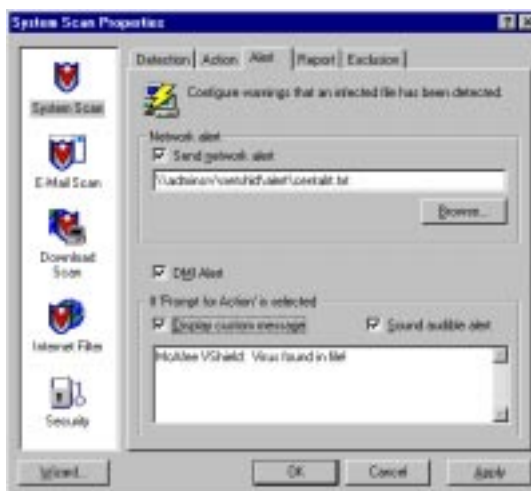 System Scan Properties
System Scan
E-Mail Scan
Download
Scan
Internet Filter
Security
Detection Action Alert Report Exclusion
Configure warnings that an infected file has been detected.
Network alert
Send network alert
Browse...
DMI Alert
If 'Prompt for Action' is selected
Display custom message
Sound audible alert
McAfee VShield: Virus found in file!
Wizard...
OK
Cancel
Apply